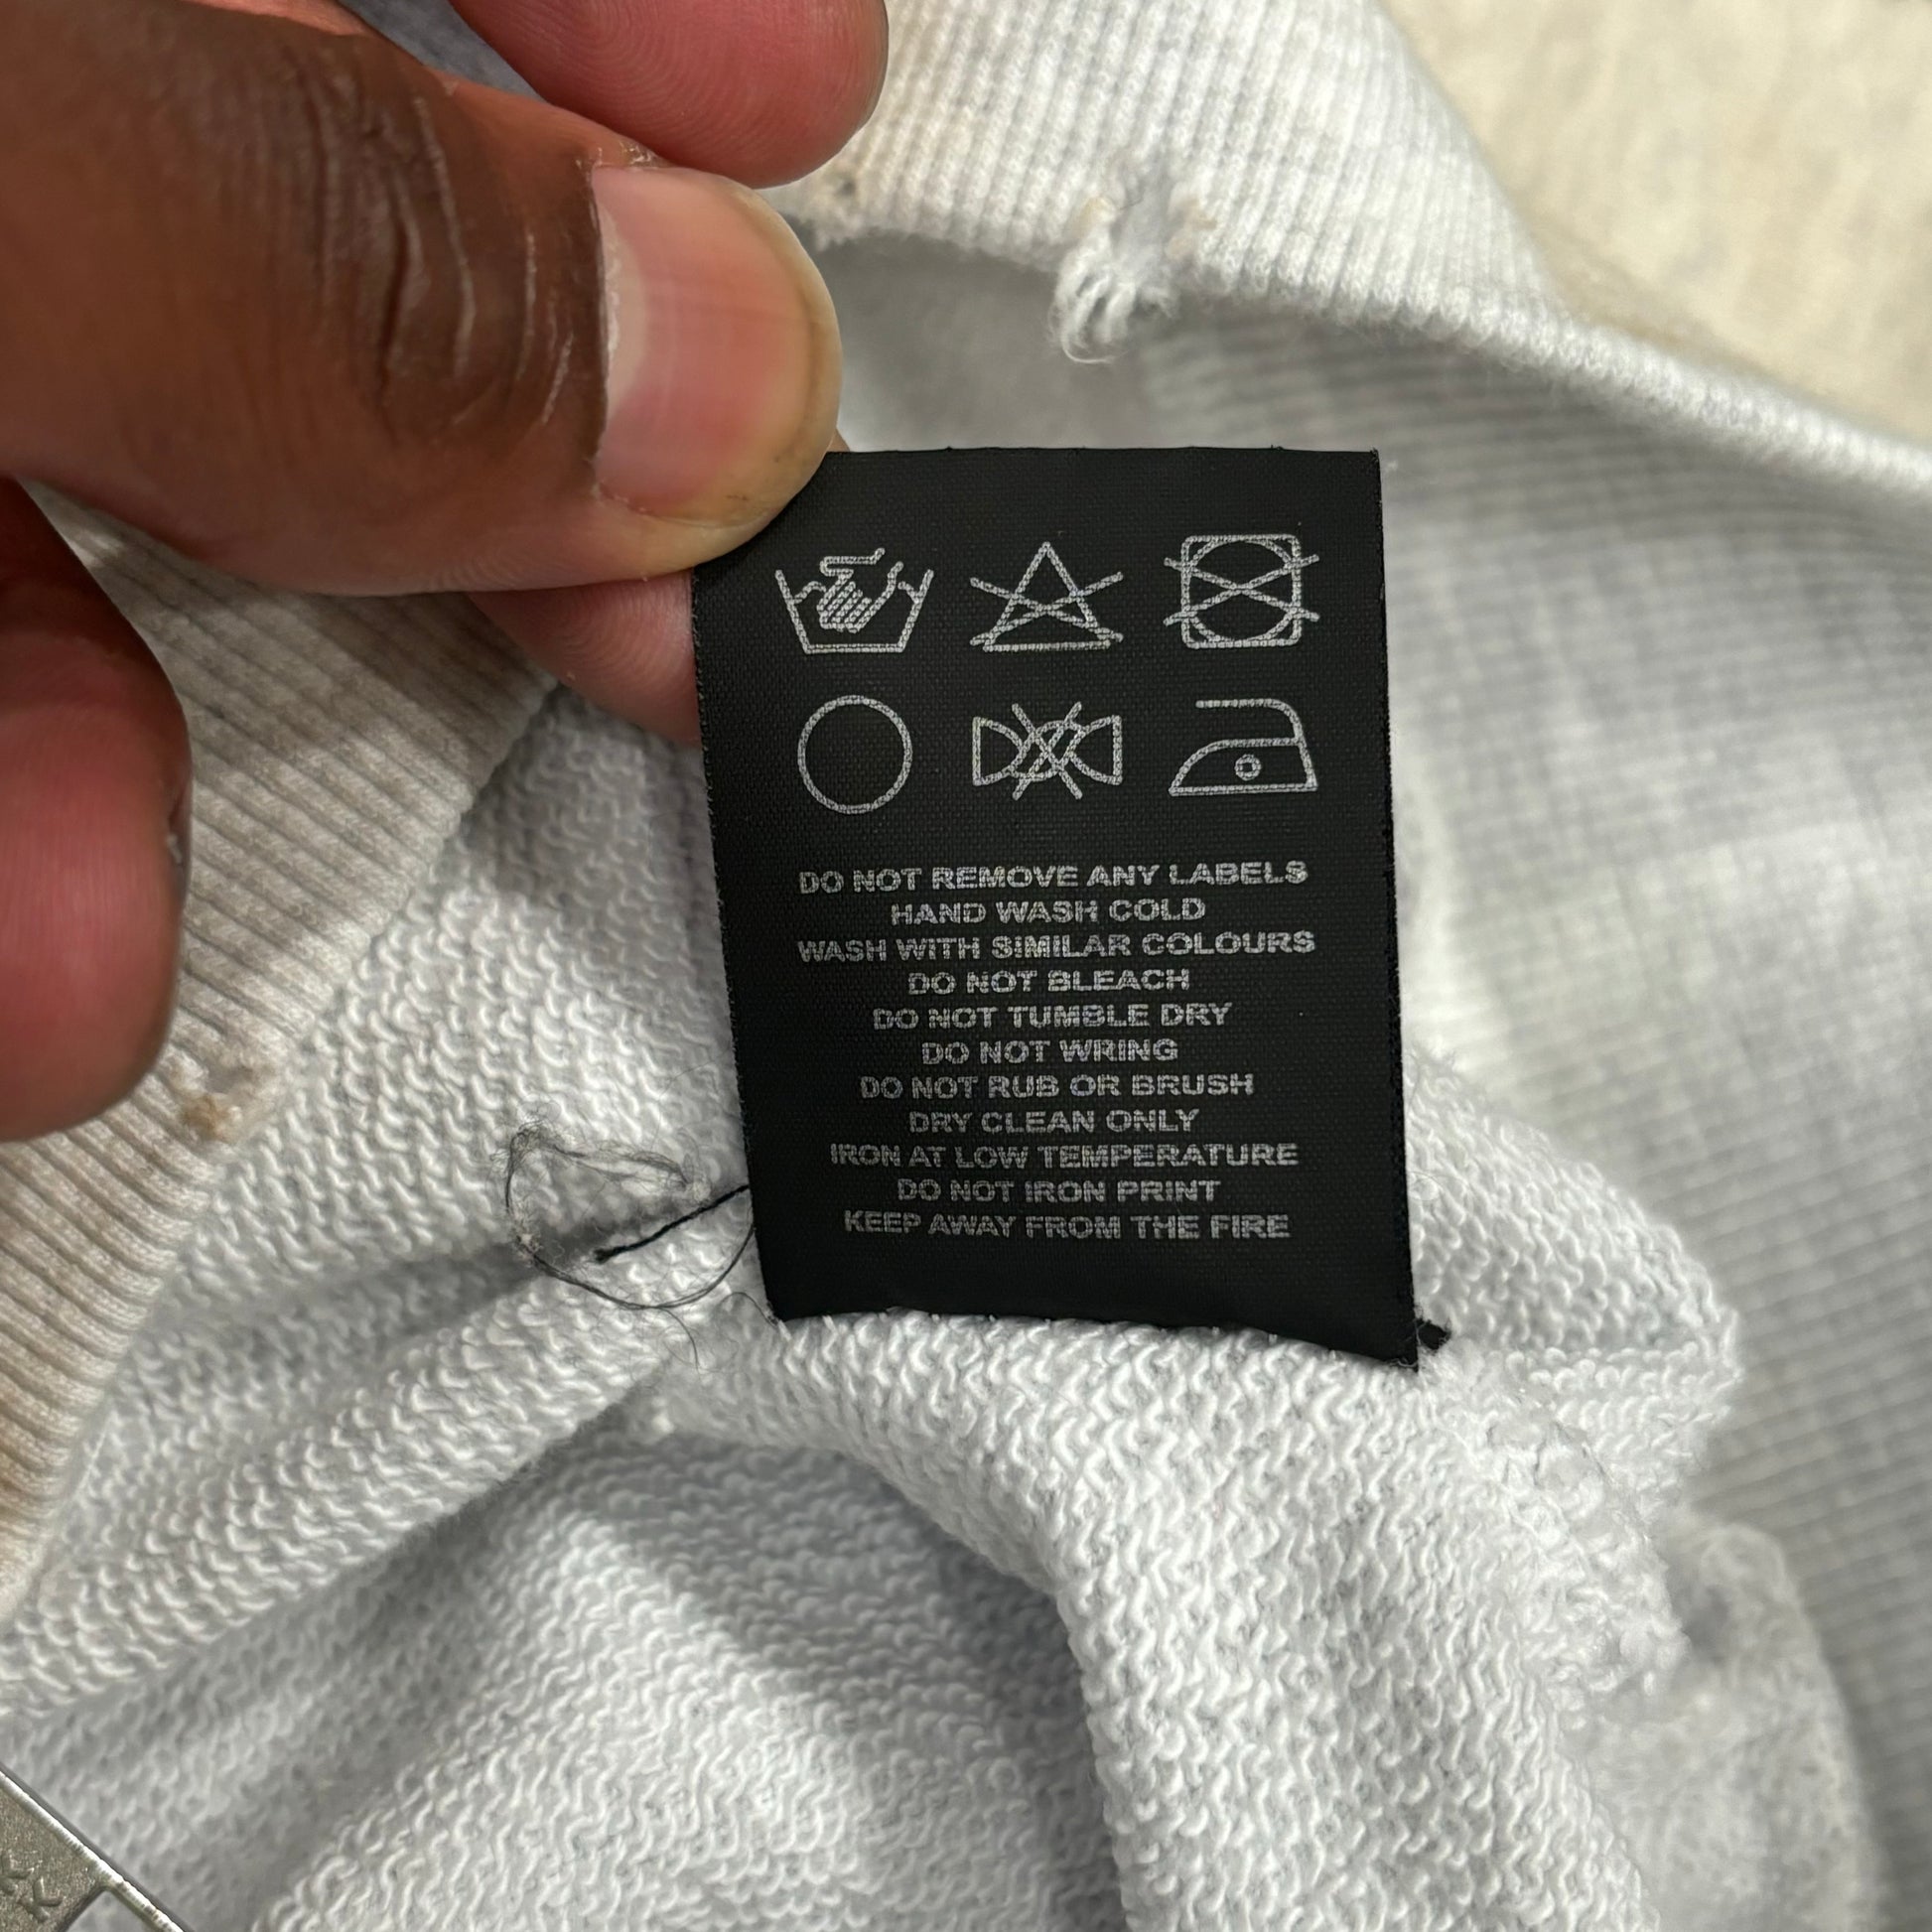 DO NOT REMOVE ANY LABELS
HAND WASH COLD
WASH WITH SIMILAR COLOURS
DO NOT BLEACH
DO NOT TUMBLE DRY
DO NOT WRING
DO NOT RUB OR BRUSH
DRY CLEAN ONLY
IRON AT LOW TEMPERATURE
DO NOT IRON PRINT
KEEP AWAY FROM THE FIRE